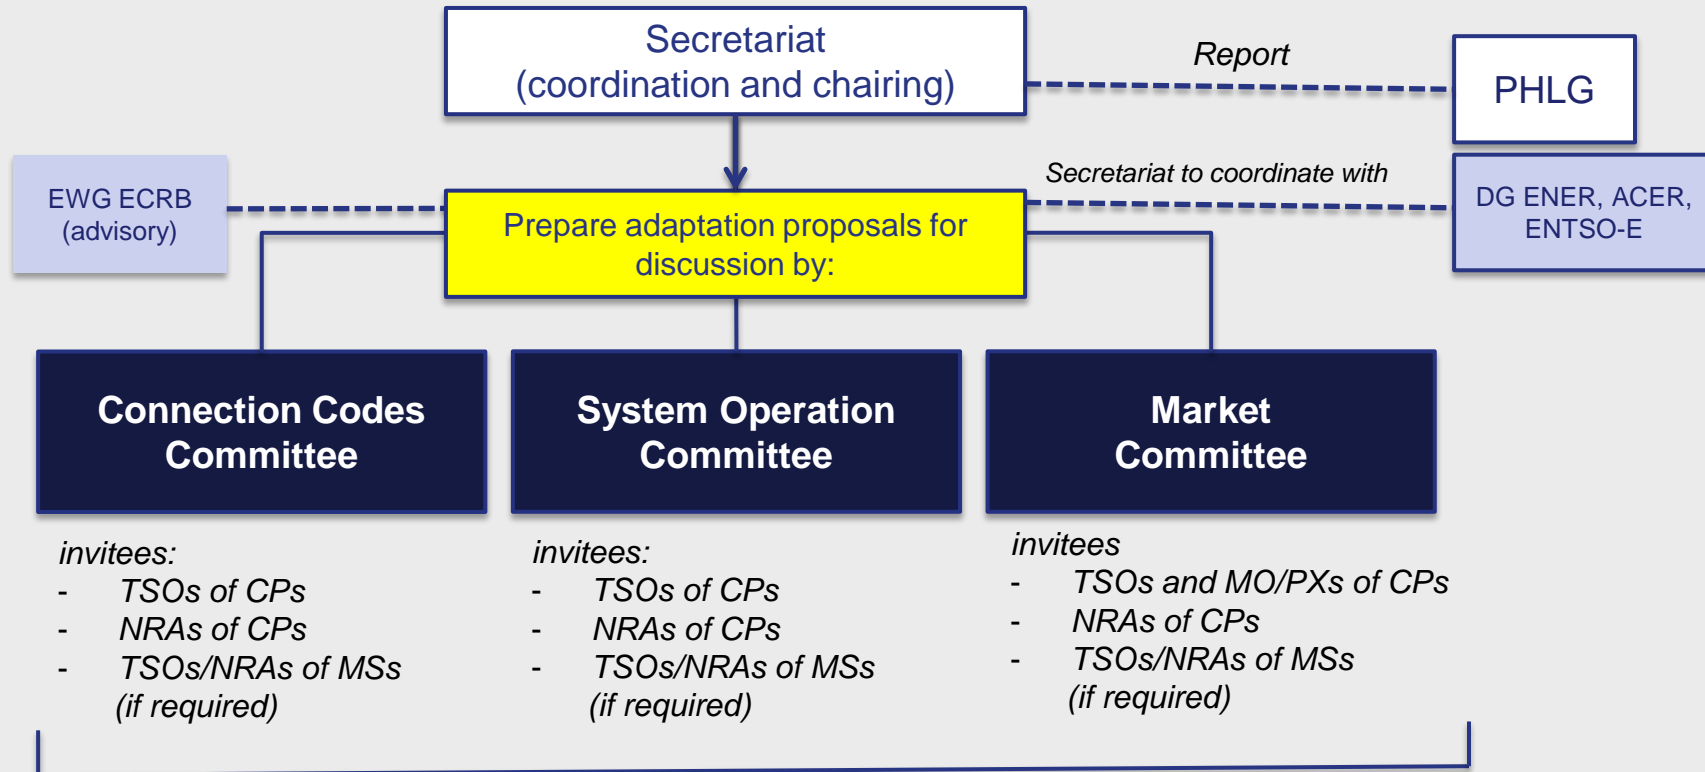 Secretariat
(coordination and chairing)
Report
PHLG
EWG ECRB
(advisory)
Prepare adaptation proposals for
discussion by:
Secretariat to coordinate with
DG ENER, ACER,
ENTSO-E
Connection Codes
Committee
System Operation
Committee
Market
Committee
invitees:
- TSOs of CPs
- NRAs of CPs
- TSOs/NRAs of MSs
(if required)
invitees:
- TSOs of CPs
- NRAs of CPs
- TSOs/NRAs of MSs
(if required)
invitees
- TSOs and MO/PXs of CPs
- NRAs of CPs
- TSOs/NRAs of MSs
(if required)